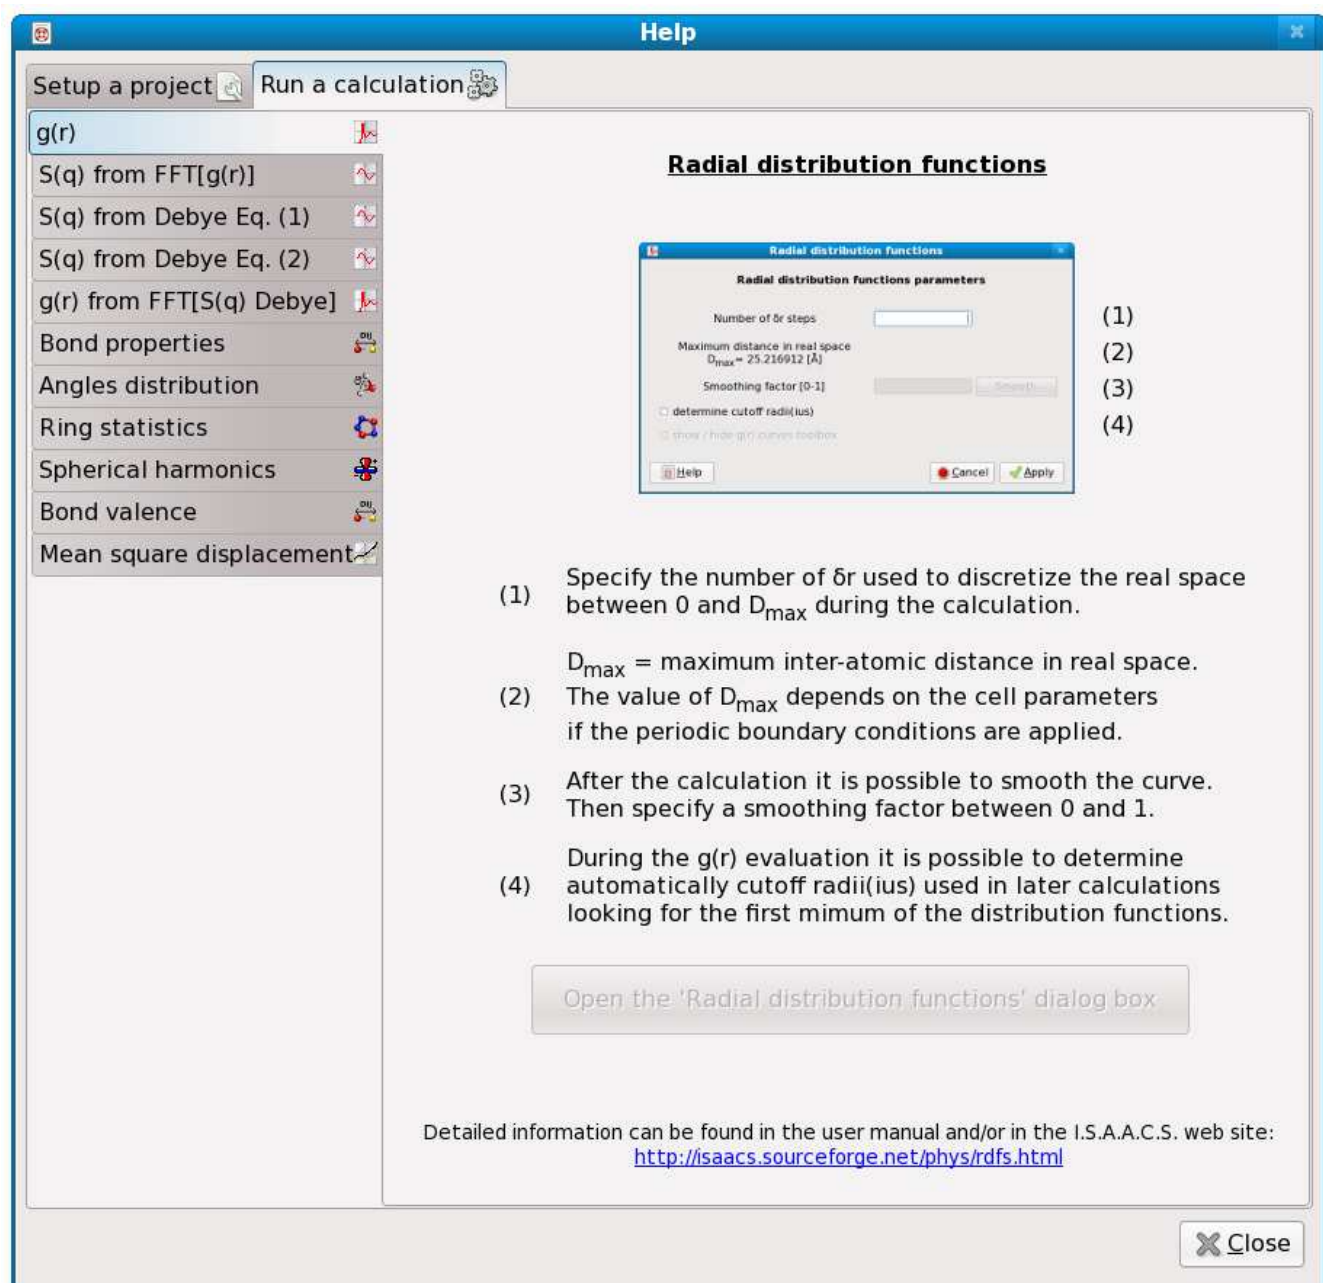 Help
Setup a project
Run a calculation
g(r)
S(q) from FFT[g(r)]
S(q) from Debye Eq. (1)
S(q) from Debye Eq. (2)
g(r) from FFT[S(q) Debye]
Bond properties
Angles distribution
Ring statistics
Spherical harmonics
Bond valence
Mean square displacement
Radial distribution functions
Radial distribution functions
Radial distribution functions parameters
Number of δr steps
(1)
Maximum distance in real space
Dmax= 25.216912 [Å]
(2)
Smoothing factor [0-1]
Smooth
(3)
determine cutoff radii(ius)
(4)
show / hide g(r) curves toolbox
Help
Cancel
Apply
(1)
Specify the number of δr used to discretize the real space
between 0 and Dmax during the calculation.
(2)
Dmax = maximum inter-atomic distance in real space.
The value of Dmax depends on the cell parameters
if the periodic boundary conditions are applied.
(3)
After the calculation it is possible to smooth the curve.
Then specify a smoothing factor between 0 and 1.
(4)
During the g(r) evaluation it is possible to determine
automatically cutoff radii(ius) used in later calculations
looking for the first mimum of the distribution functions.
Open the 'Radial distribution functions' dialog box
Detailed information can be found in the user manual and/or in the I.S.A.A.C.S. web site:
http://isaacs.sourceforge.net/phys/rdfs.html
Close